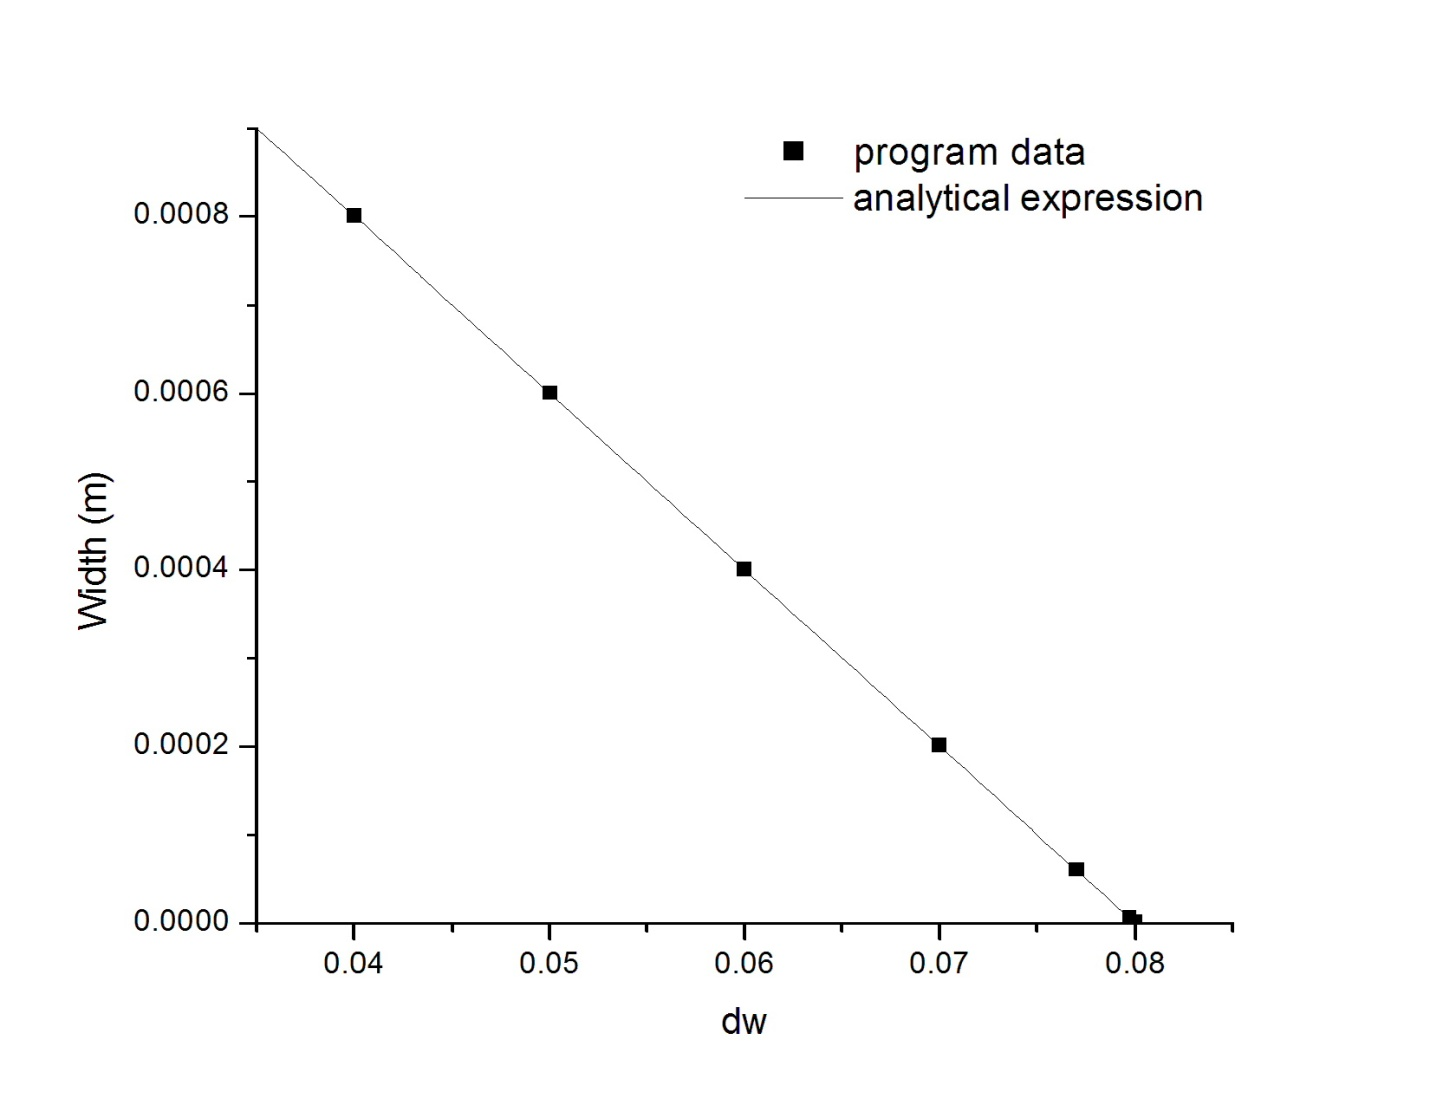 program data
analytical expression
0.0008
0.0006
0.0004
0.0002
0.0000
Width (m)
0.04 0.05 0.06 0.07 0.08
dw